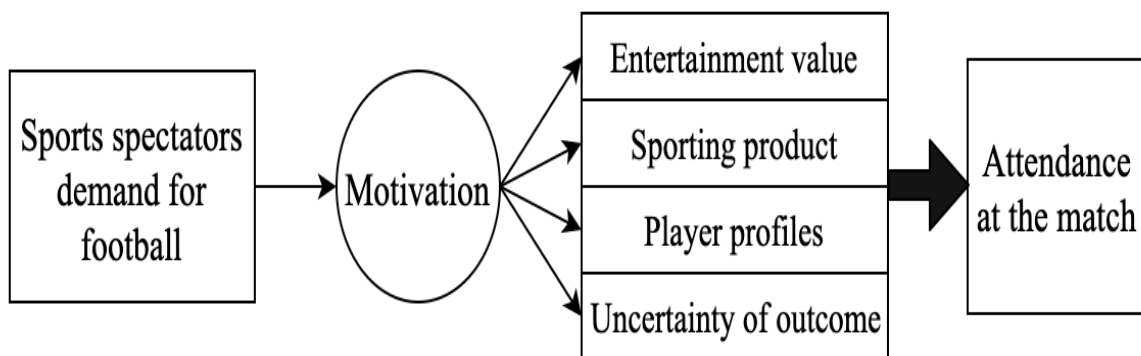 Sports spectators
demand for
football
Motivation
Entertainment value
Sporting product
Player profiles
Uncertainty of outcome
Attendance
at the match